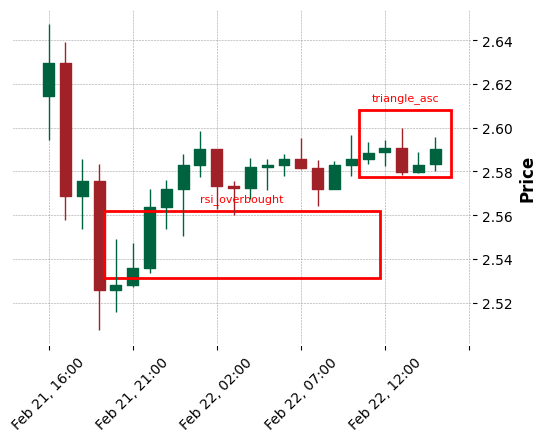 2.64
2.62
triangle_asc
2.60
2.58
Price
rsi_overbought
2.56
2.54
2.52
Feb 21, 16:00
Feb 21, 21:00
Feb 22, 02:00
Feb 22, 07:00
Feb 22, 12:00